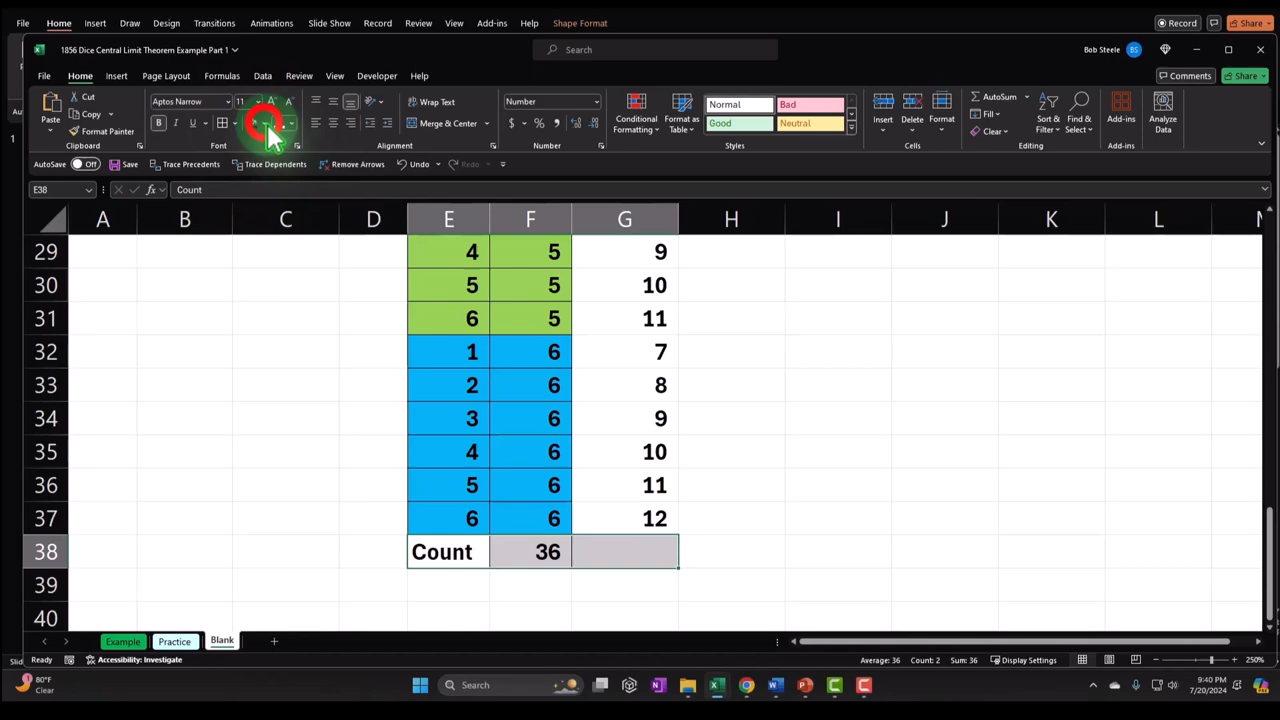 File Home Insert Draw Design Transitions Animations Slide Show Record Review View Add-ins Help Shape Format Record Share
1856 Dice Central Limit Theorem Example Part 1 Search Bob Steele BS
File Home Insert Page Layout Formulas Data Review View Developer Help Comments Share
Paste Cut Copy Format Painter Clipboard
Aptos Narrow 11 B I U Font
Wrap Text Merge & Center Alignment
Number $ % Number
Conditional Formatting Format as Table Normal Bad Good Neutral Styles
Insert Delete Format Cells
AutoSum Fill Clear Sort & Filter Find & Select Editing
Add-ins Add-ins
Analyze Data
AutoSave Off Save Trace Precedents Trace Dependents Remove Arrows Undo Redo
E38 fx Count
A B C D E F G H I J K L
29 4 5 9
30 5 5 10
31 6 5 11
32 1 6 7
33 2 6 8
34 3 6 9
35 4 6 10
36 5 6 11
37 6 6 12
38 Count 36
39
40
Example Practice Blank
Ready Accessibility: Investigate Average: 36 Count: 2 Sum: 36 Display Settings 250%
80°F
Clear
Search
9:40 PM
7/20/2024